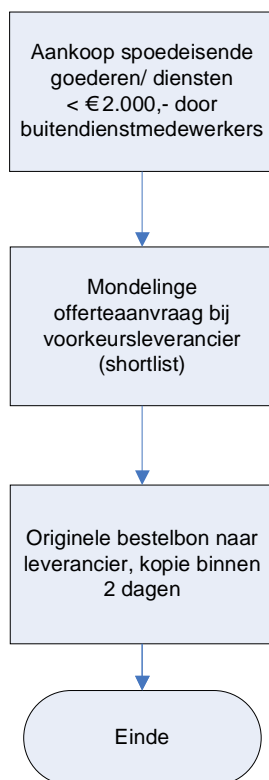 Aankoop spoedeisende
goederen/ diensten
< € 2.000,- door
buitendienstmedewerkers
Mondelinge
offerteaanvraag bij
voorkeursleverancier
(shortlist)
Originele bestelbon naar
leverancier, kopie binnen
2 dagen
Einde